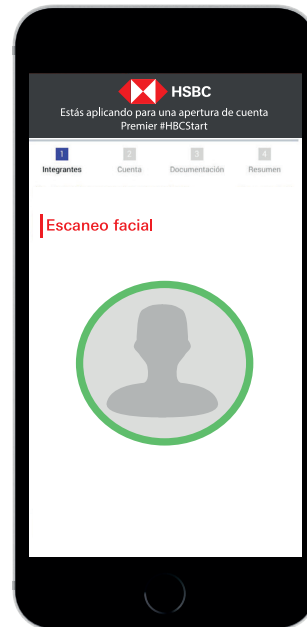 HSBC
Estás aplicando para una apertura de cuenta
Premier #HBCStart
1 2 3 4
Integrantes Cuenta Documentación Resumen
Escaneo facial